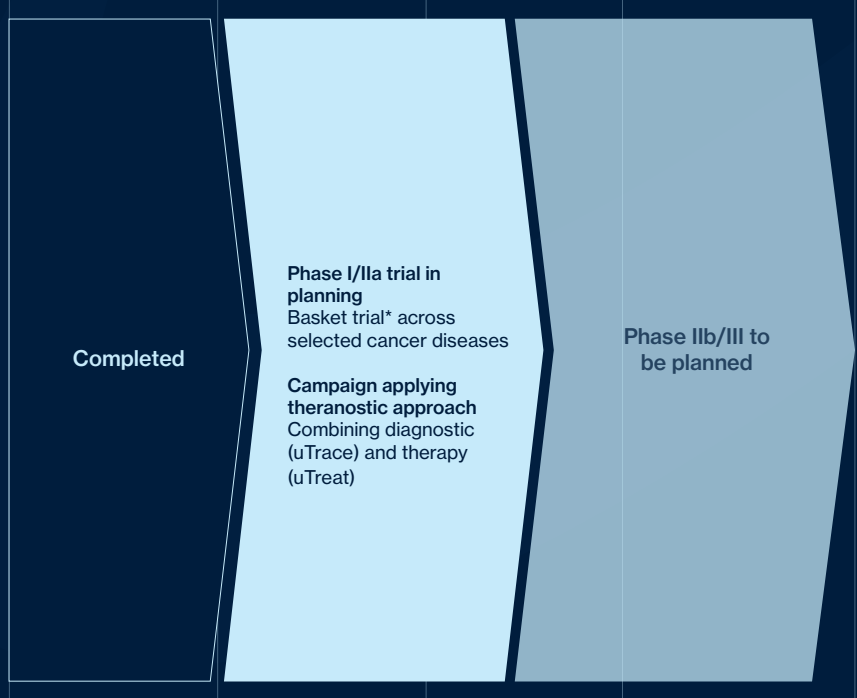 Completed
Phase I/IIa trial in
planning
Basket trial* across
selected cancer diseases
Campaign applying
theranostic approach
Combining diagnostic
(uTrace) and therapy
(uTreat)
Phase IIb/III to
be planned